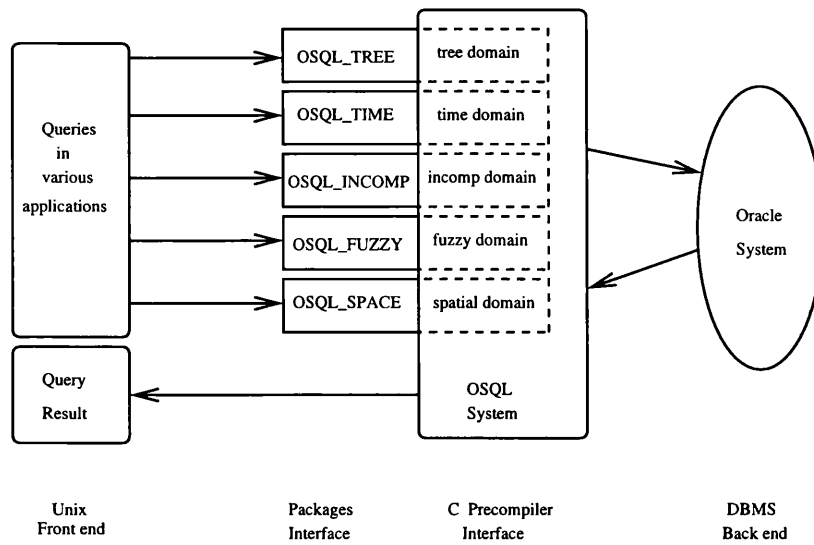 Queries
in
various
applications
OSQL_TREE
tree domain
OSQL_TIME
time domain
OSQL_INCOMP
incomp domain
OSQL_FUZZY
fuzzy domain
OSQL_SPACE
spatial domain
Oracle
System
Query
Result
OSQL
System
Unix
Front end
Packages
Interface
C Precompiler
Interface
DBMS
Back end